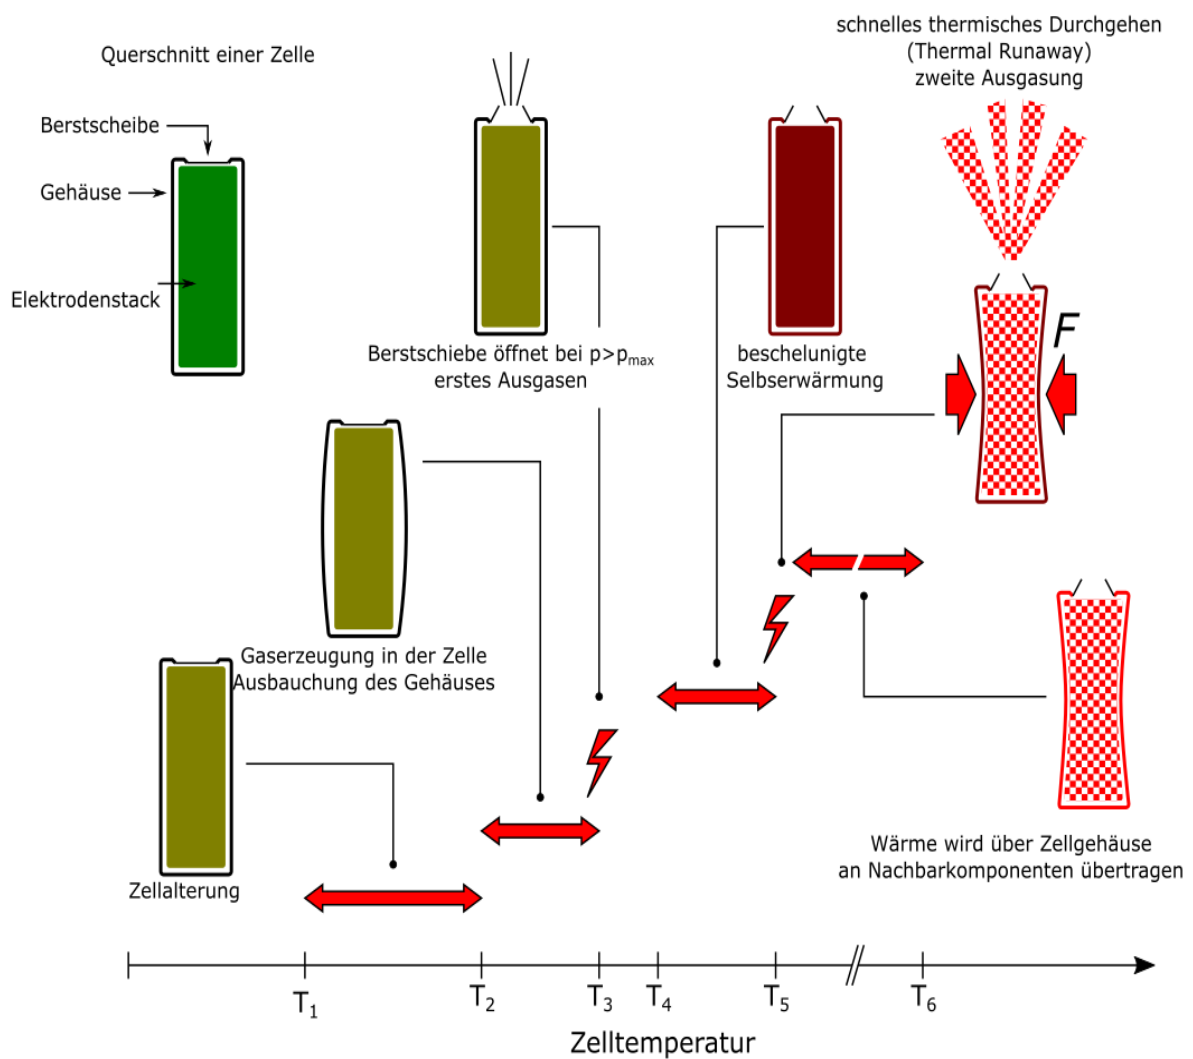 schnelles thermisches Durchgehen
(Thermal Runaway)
zweite Ausgasung
Querschnitt einer Zelle
Berstscheibe
Gehäuse
Elektrodenstack
Berstschiebe öffnet bei p>pmax
erstes Ausgasen
beschelunigte
Selbserwärmung
F
Gaserzeugung in der Zelle
Ausbauchung des Gehäuses
Zellalterung
Wärme wird über Zellgehäuse
an Nachbarkomponenten übertragen
T1 T2 T3 T4 T5 T6
Zelltemperatur